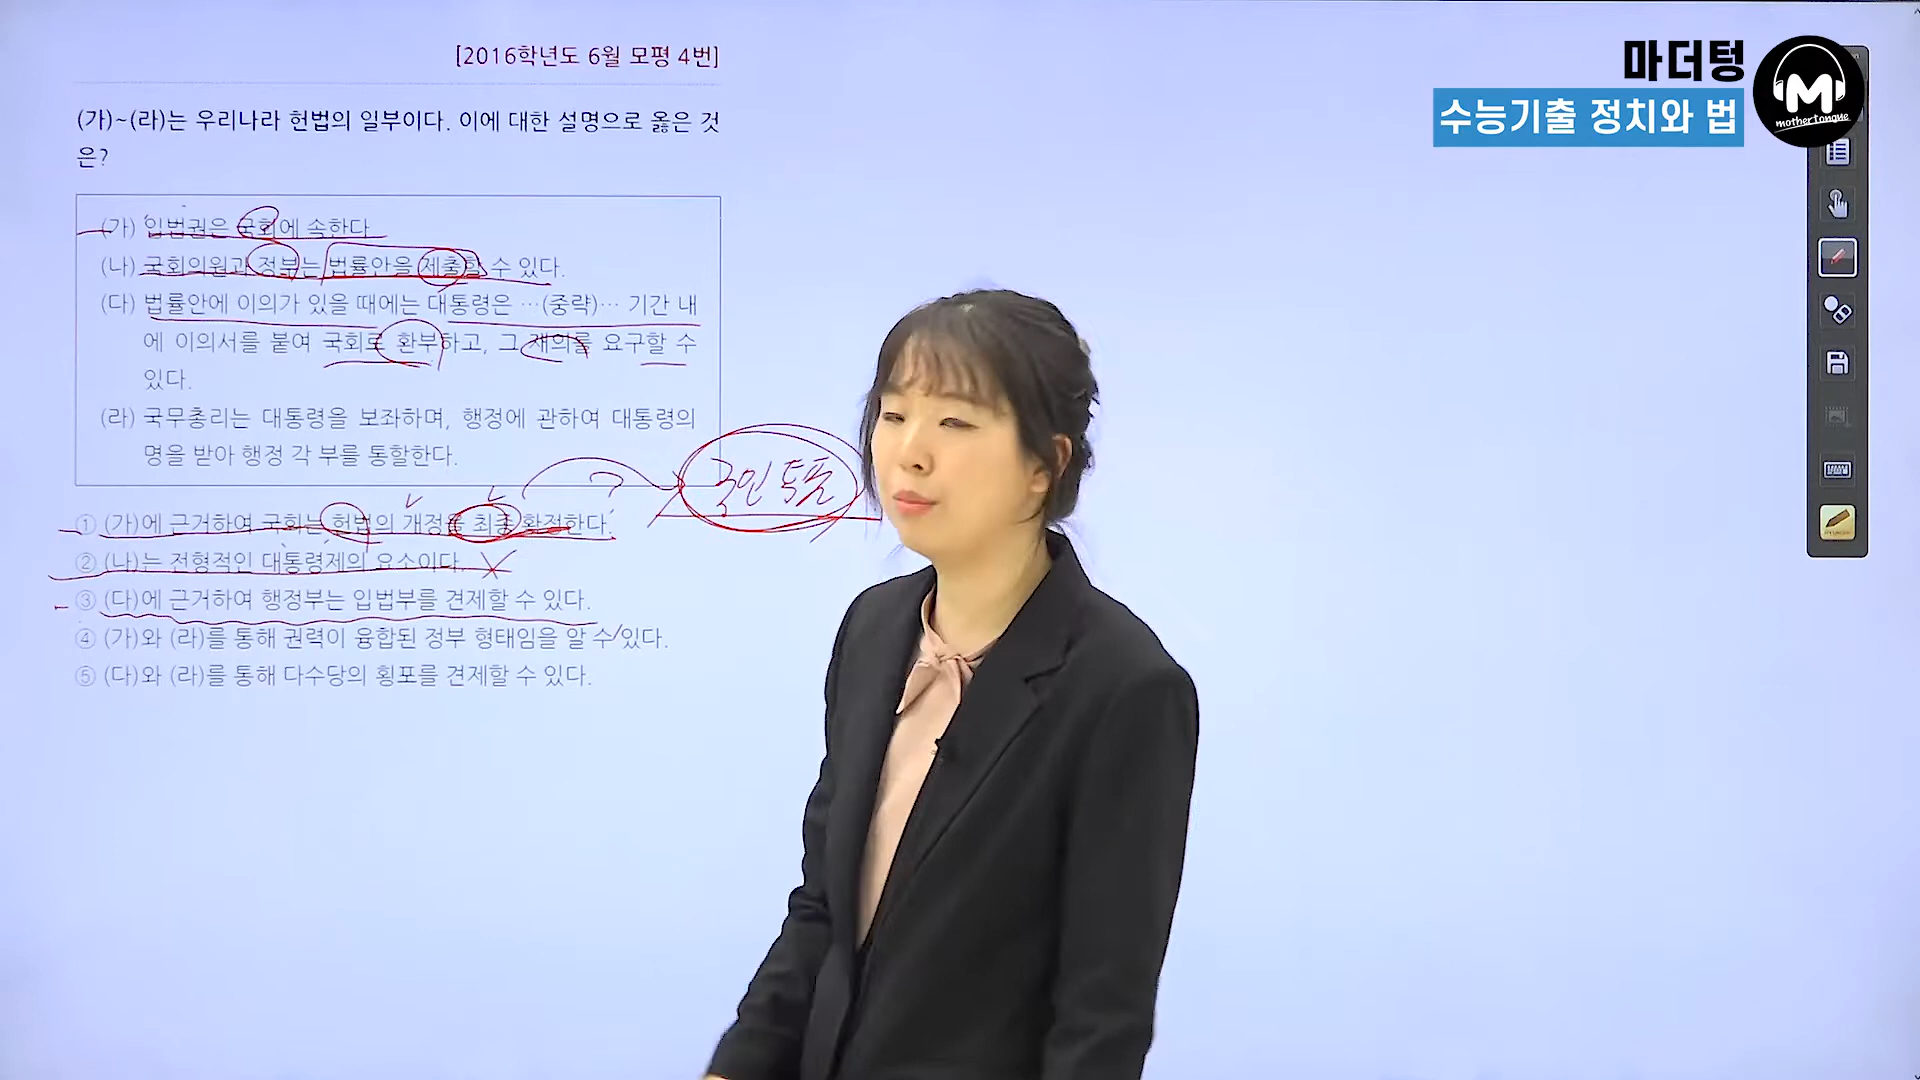 [2016학년도 6월 모평 4번]
(가)~(라)는 우리나라 헌법의 일부이다. 이에 대한 설명으로 옳은 것
은?
(가) 입법권은 국회에 속한다.
(나) 국회의원과 정부는 법률안을 제출할 수 있다.
(다) 법률안에 이의가 있을 때에는 대통령은 …(중략)… 기간 내
에 이의서를 붙여 국회로 환부하고, 그 재의를 요구할 수
있다.
(라) 국무총리는 대통령을 보좌하며, 행정에 관하여 대통령의
명을 받아 행정 각 부를 통할한다.
국민투표
① (가)에 근거하여 국회는 헌법의 개정을 최종 확정한다.
② (나)는 전형적인 대통령제의 요소이다.
③ (다)에 근거하여 행정부는 입법부를 견제할 수 있다.
④ (가)와 (라)를 통해 권력이 융합된 정부 형태임을 알 수 있다.
⑤ (다)와 (라)를 통해 다수당의 횡포를 견제할 수 있다.
마더텅
수능기출 정치와 법
M
mothertongue